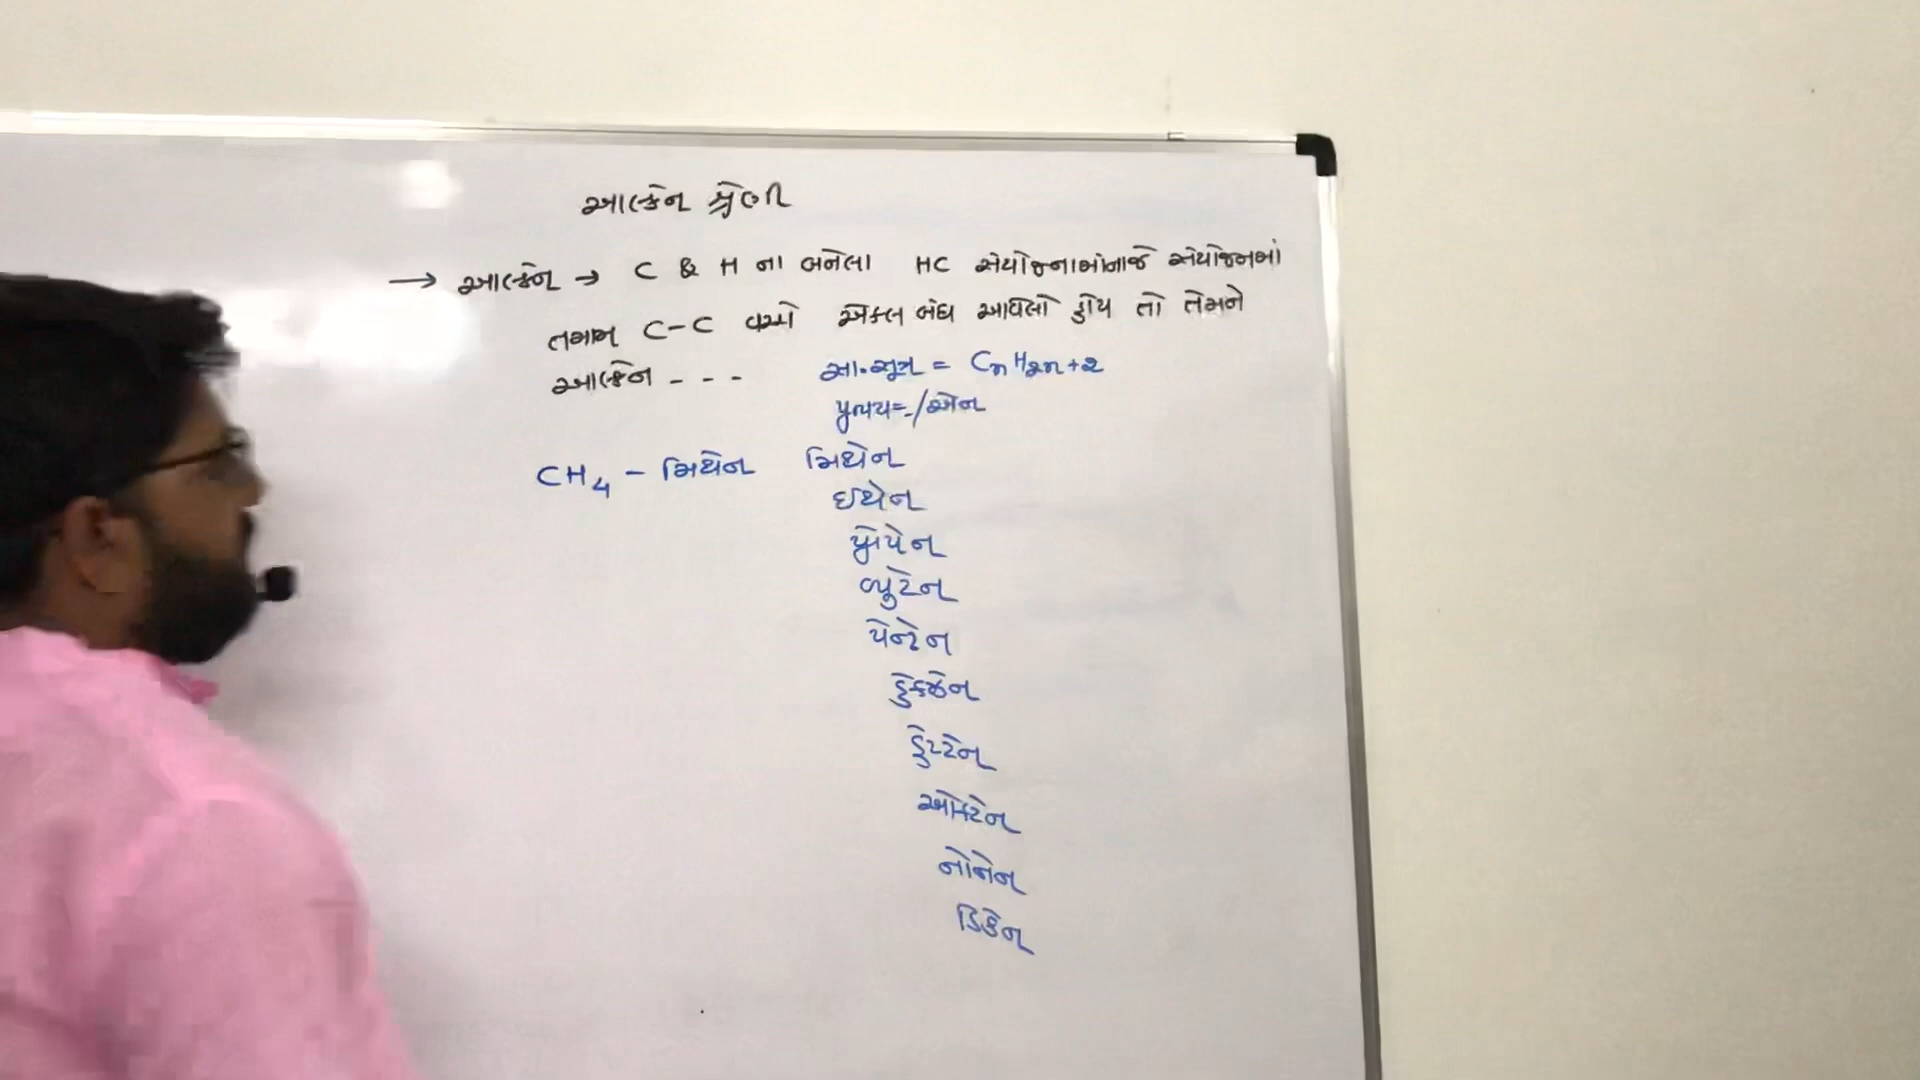 આલ્કેન શ્રેણી
→ આલ્કેન → C & H ના બનેલા HC સંયોજનામાંનાજે સંયોજનમાં
તમામ C-C વચ્ચે એકલ બંધ આવેલો હોય તો તેમને
આલ્કેન - - -
સા.સૂત્ર = CnH2n+2
પ્રત્યય=-/એન
CH4 - મિથેન મિથેન
ઇથેન
પ્રોપેન
બ્યુટેન
પેન્ટેન
હેક્ઝેન
હેપ્ટેન
ઓક્ટેન
નોનેન
ડિકેન